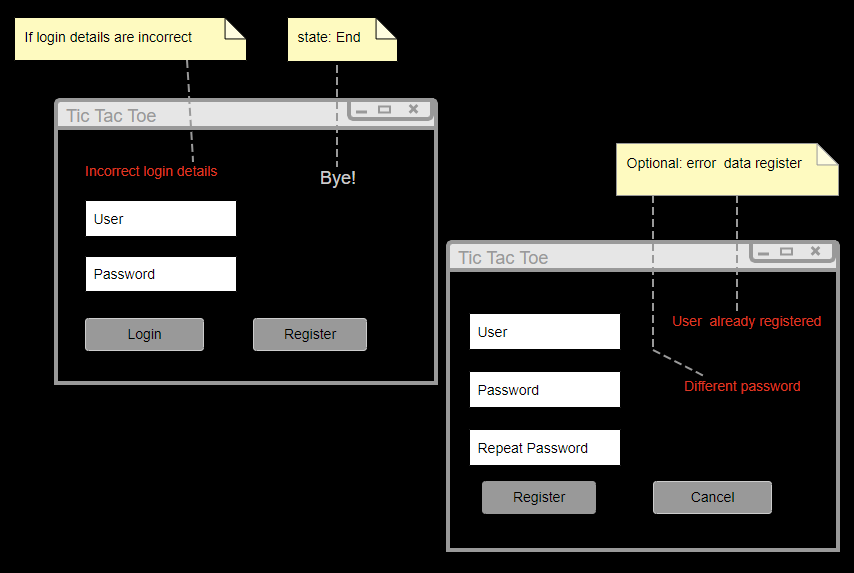 If login details are incorrect
state: End
Tic Tac Toe
Incorrect login details
Bye!
User
Password
Login
Register
Optional: error data register
Tic Tac Toe
User
User already registered
Password
Different password
Repeat Password
Register
Cancel